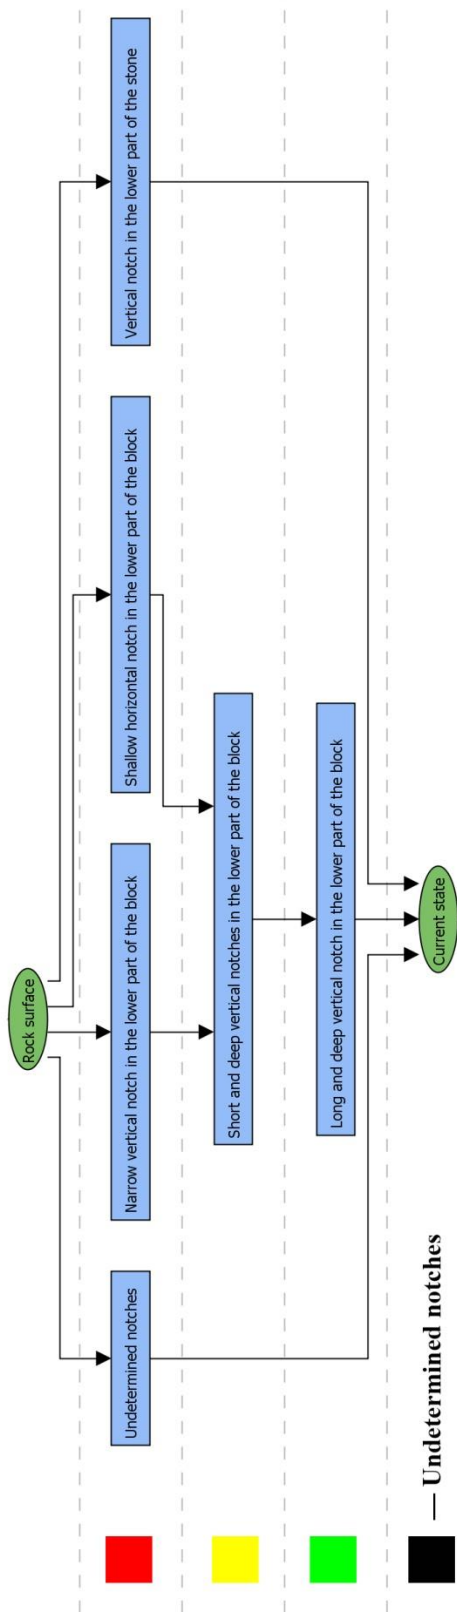 Rock surface
Undetermined notches
Narrow vertical notch in the lower part of the block
Shallow horizontal notch in the lower part of the block
Vertical notch in the lower part of the stone
Short and deep vertical notches in the lower part of the block
Long and deep vertical notch in the lower part of the block
Current state
— Undetermined notches